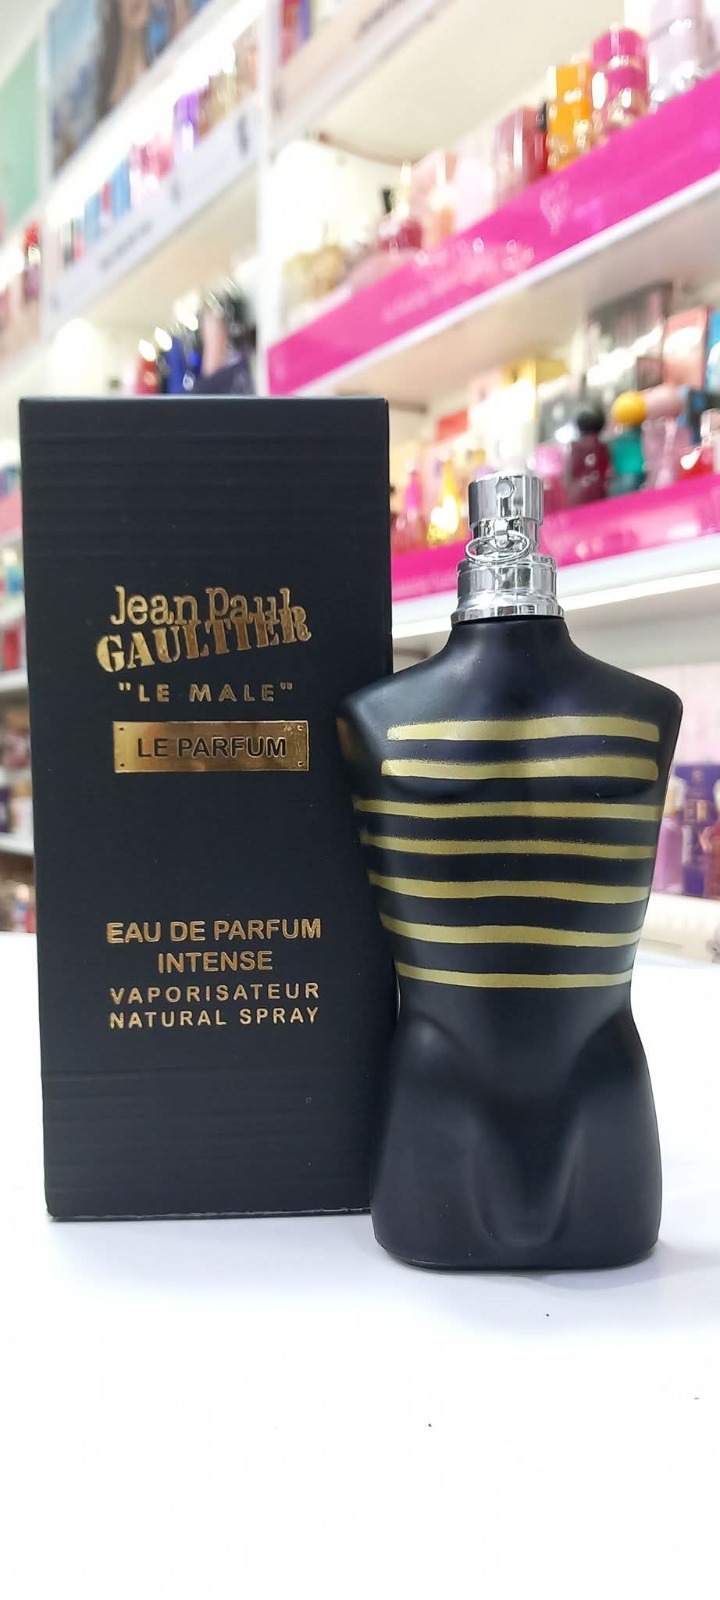 Jean Paul
GAULTIER
"LE MALE"
LE PARFUM
EAU DE PARFUM
INTENSE
VAPORISATEUR
NATURAL SPRAY